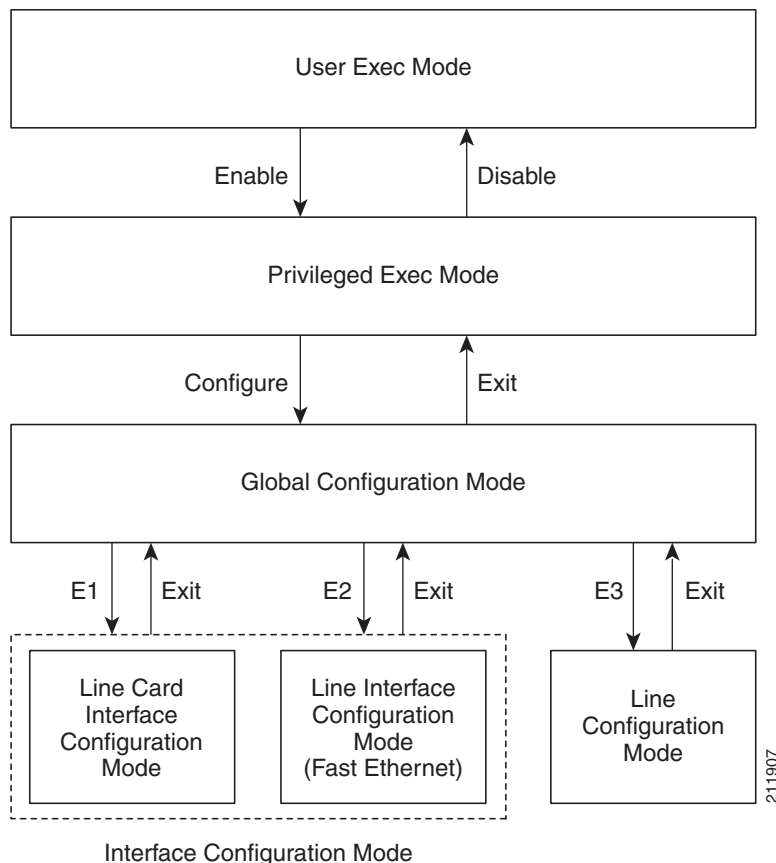 User Exec Mode
Enable
Disable
Privileged Exec Mode
Configure
Exit
Global Configuration Mode
E1
Exit
E2
Exit
E3
Exit
Line Card
Interface
Configuration
Mode
Line Interface
Configuration
Mode
(Fast Ethernet)
Line
Configuration
Mode
211907
Interface Configuration Mode